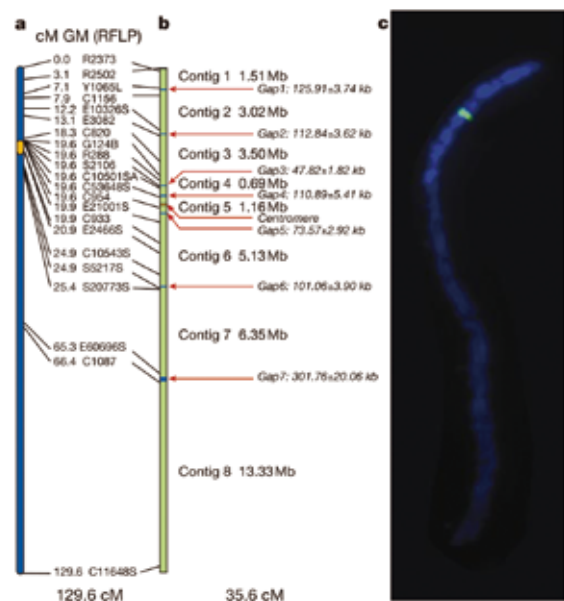 a b c
cM GM (RFLP)
0.0 R2373
3.1 R2502
7.1 Y1065L
7.9 C1156
12.2 E10326S
13.1 E3082
18.3 C820
19.6 G124B
19.6 R288
19.6 S2106
19.6 C10501SA
19.6 C53648S
19.6 C954
19.9 E21001S
19.9 C933
20.9 E2466S
24.9 C10543S
24.9 S5217S
25.4 S20773S
65.3 E60696S
66.4 C1087
129.6 C11648S
129.6 cM
Contig 1 1.51 Mb
Gap1; 125.91±3.74 kb
Contig 2 3.02 Mb
Gap2; 112.84±3.62 kb
Contig 3 3.50 Mb
Gap3; 47.82±1.82 kb
Contig 4 0.69 Mb
Gap4; 110.89±5.41 kb
Contig 5 1.16 Mb
Centromere
Gap5; 73.57±2.92 kb
Contig 6 5.13 Mb
Gap6; 101.06±3.90 kb
Contig 7 6.35 Mb
Gap7; 301.76±20.06 kb
Contig 8 13.33 Mb
35.6 cM